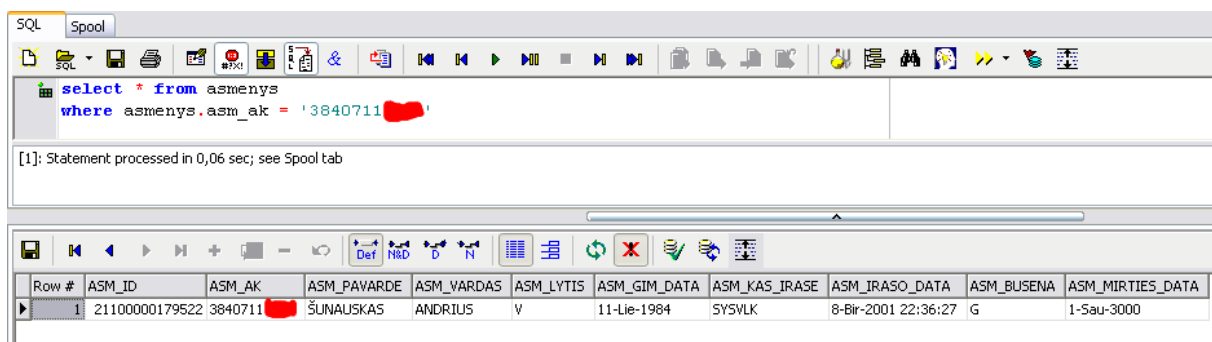 SQL Spool
select * from asmenys
where asmenys.asm_ak = '3840711 '
[1]: Statement processed in 0,06 sec; see Spool tab
Def N&D D N
Row # ASM_ID ASM_AK ASM_PAVARDE ASM_VARDAS ASM_LYTIS ASM_GIM_DATA ASM_KAS_IRASE ASM_IRASO_DATA ASM_BUSENA ASM_MIRTIES_DATA
1 21100000179522 3840711 ŠUNAUSKAS ANDRIUS V 11-Lie-1984 SYSVLK 8-Bir-2001 22:36:27 G 1-Sau-3000